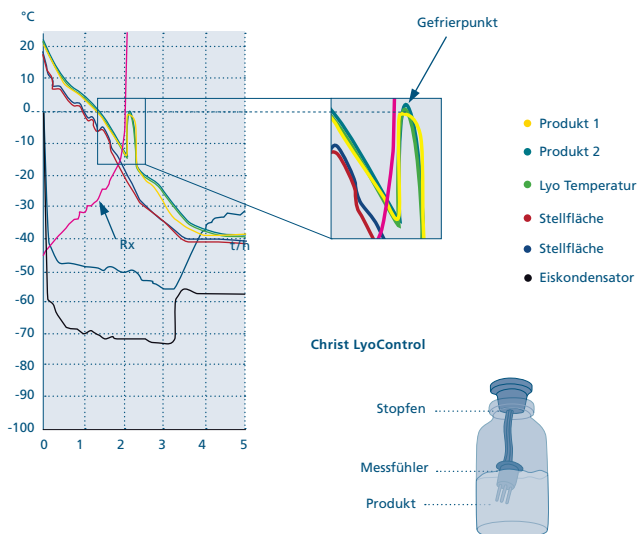 °C
Gefrierpunkt
20
10
0
-10
-20
-30
-40
-50
-60
-70
-80
-90
-100
Rx
t/h
0 1 2 3 4 5
Produkt 1
Produkt 2
Lyo Temperatur
Stellfläche
Stellfläche
Eiskondensator
Christ LyoControl
Stopfen
Messfühler
Produkt